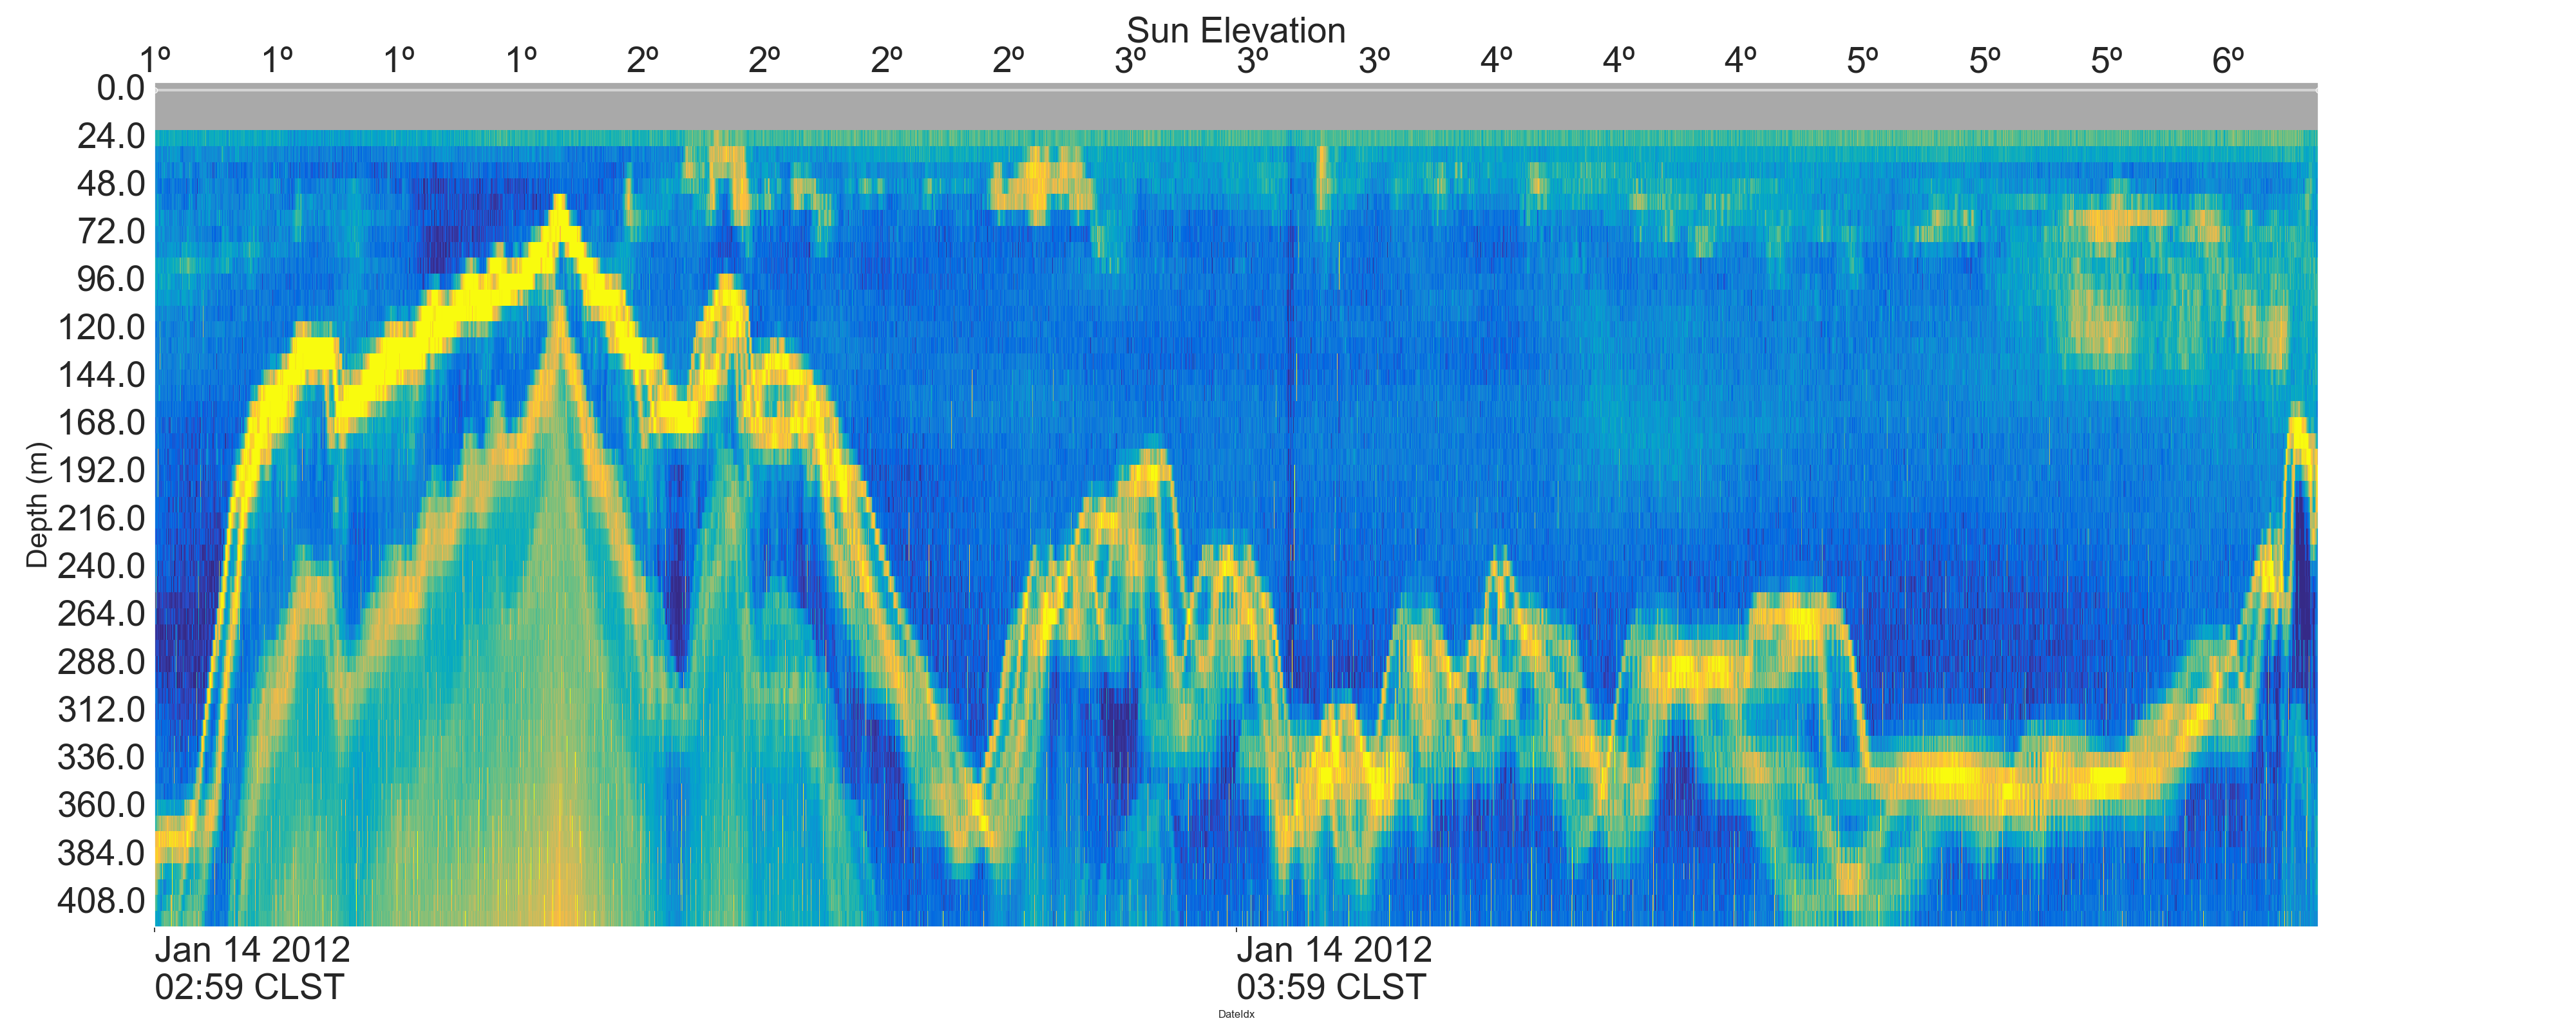 Sun Elevation
1º 1º 1º 1º 2º 2º 2º 2º 3º 3º 3º 4º 4º 4º 5º 5º 5º 6º
0.0
24.0
48.0
72.0
96.0
120.0
144.0
168.0
192.0
216.0
240.0
264.0
288.0
312.0
336.0
360.0
384.0
408.0
Depth (m)
Jan 14 2012
02:59 CLST
Jan 14 2012
03:59 CLST
DateIdx